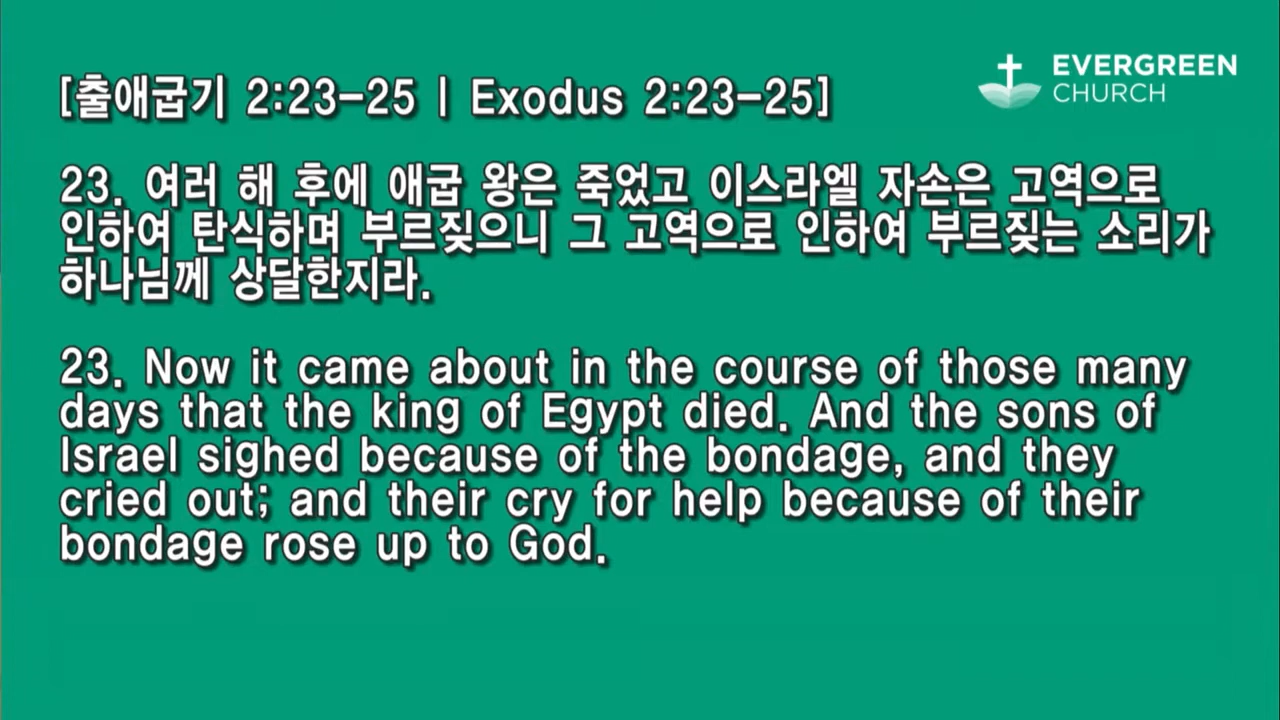 [출애굽기 2:23-25 | Exodus 2:23-25]
EVERGREEN
CHURCH
23. 여러 해 후에 애굽 왕은 죽었고 이스라엘 자손은 고역으로
인하여 탄식하며 부르짖으니 그 고역으로 인하여 부르짖는 소리가
하나님께 상달한지라.
23. Now it came about in the course of those many
days that the king of Egypt died. And the sons of
Israel sighed because of the bondage, and they
cried out; and their cry for help because of their
bondage rose up to God.